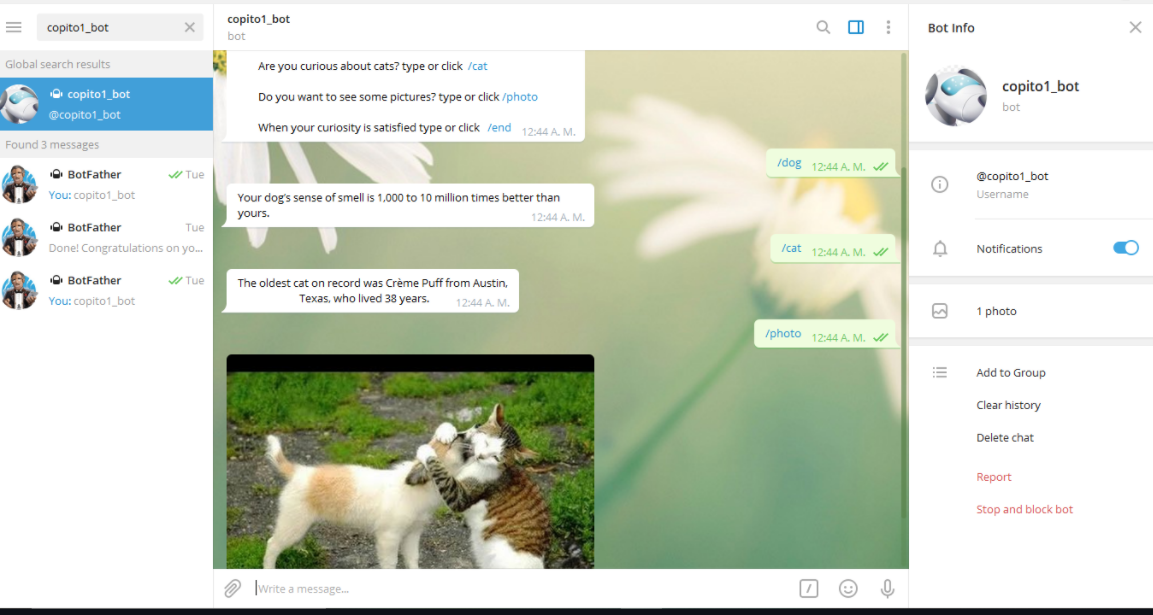 copito1_bot
Global search results
copito1_bot
@copito1_bot
Found 3 messages
BotFather
Tue
You: copito1_bot
BotFather
Tue
Done! Congratulations on yo...
BotFather
Tue
You: copito1_bot
copito1_bot
bot
Are you curious about cats? type or click /cat
Do you want to see some pictures? type or click /photo
When your curiosity is satisfied type or click /end
12:44 A. M.
/dog 12:44 A. M.
Your dog's sense of smell is 1,000 to 10 million times better than
yours.
12:44 A. M.
/cat 12:44 A. M.
The oldest cat on record was Crème Puff from Austin,
Texas, who lived 38 years.
12:44 A. M.
/photo 12:44 A. M.
Write a message...
Bot Info
copito1_bot
bot
@copito1_bot
Username
Notifications
1 photo
Add to Group
Clear history
Delete chat
Report
Stop and block bot